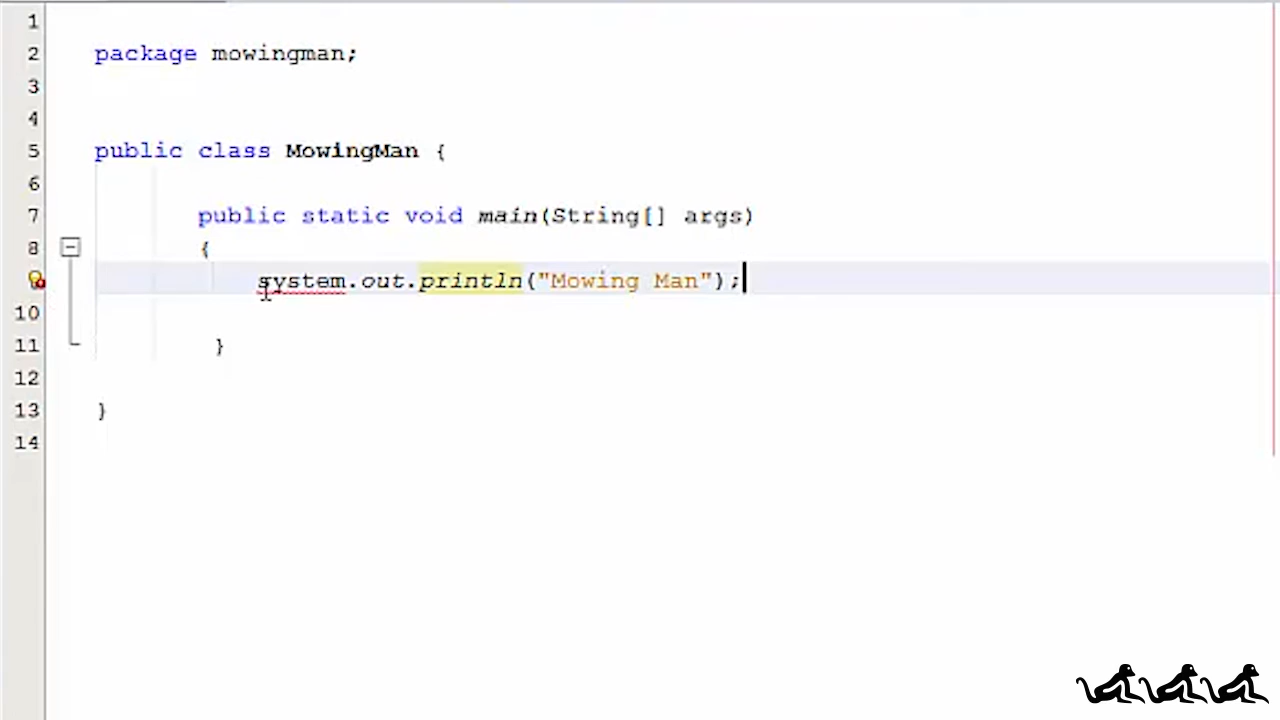 1
2 package mowingman;
3
4
5 public class MowingMan {
6
7 public static void main(String[] args)
8 {
system.out.println("Mowing Man");
10
11 }
12
13 }
14